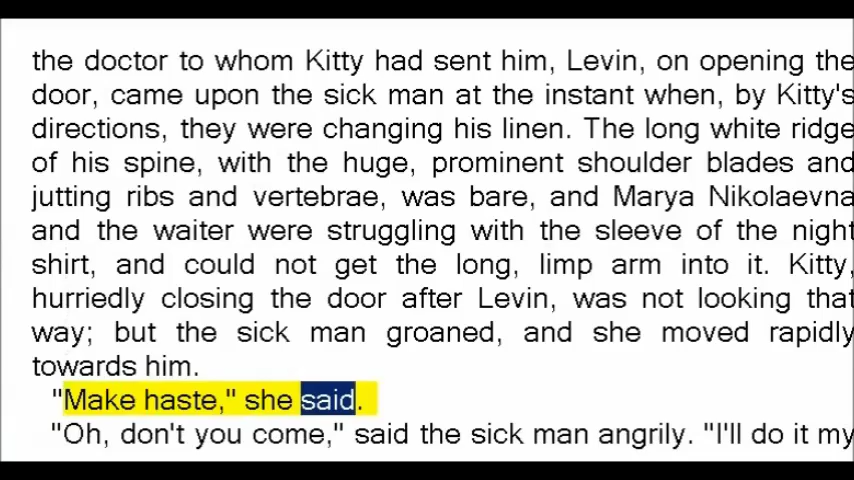 the doctor to whom Kitty had sent him, Levin, on opening the
door, came upon the sick man at the instant when, by Kitty's
directions, they were changing his linen. The long white ridge
of his spine, with the huge, prominent shoulder blades and
jutting ribs and vertebrae, was bare, and Marya Nikolaevna
and the waiter were struggling with the sleeve of the night
shirt, and could not get the long, limp arm into it. Kitty,
hurriedly closing the door after Levin, was not looking that
way; but the sick man groaned, and she moved rapidly
towards him.
"Make haste," she said.
"Oh, don't you come," said the sick man angrily. "I'll do it my